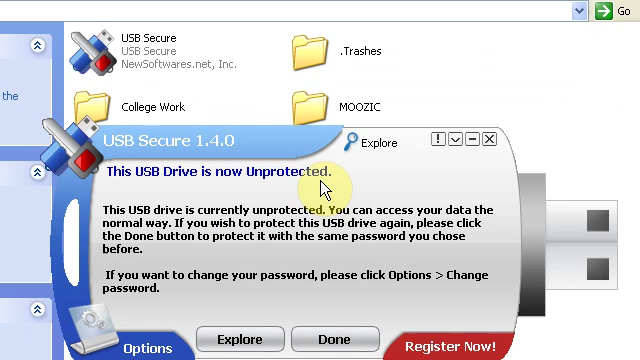 Go
USB Secure
USB Secure
NewSoftwares.net, Inc.
.Trashes
the
College Work
MOOZIC
USB Secure 1.4.0
Explore
This USB Drive is now Unprotected.
This USB drive is currently unprotected. You can access your data the
normal way. If you wish to protect this USB drive again, please click
the Done button to protect it with the same password you chose
before.
If you want to change your password, please click Options > Change
password.
Options
Explore
Done
Register Now!